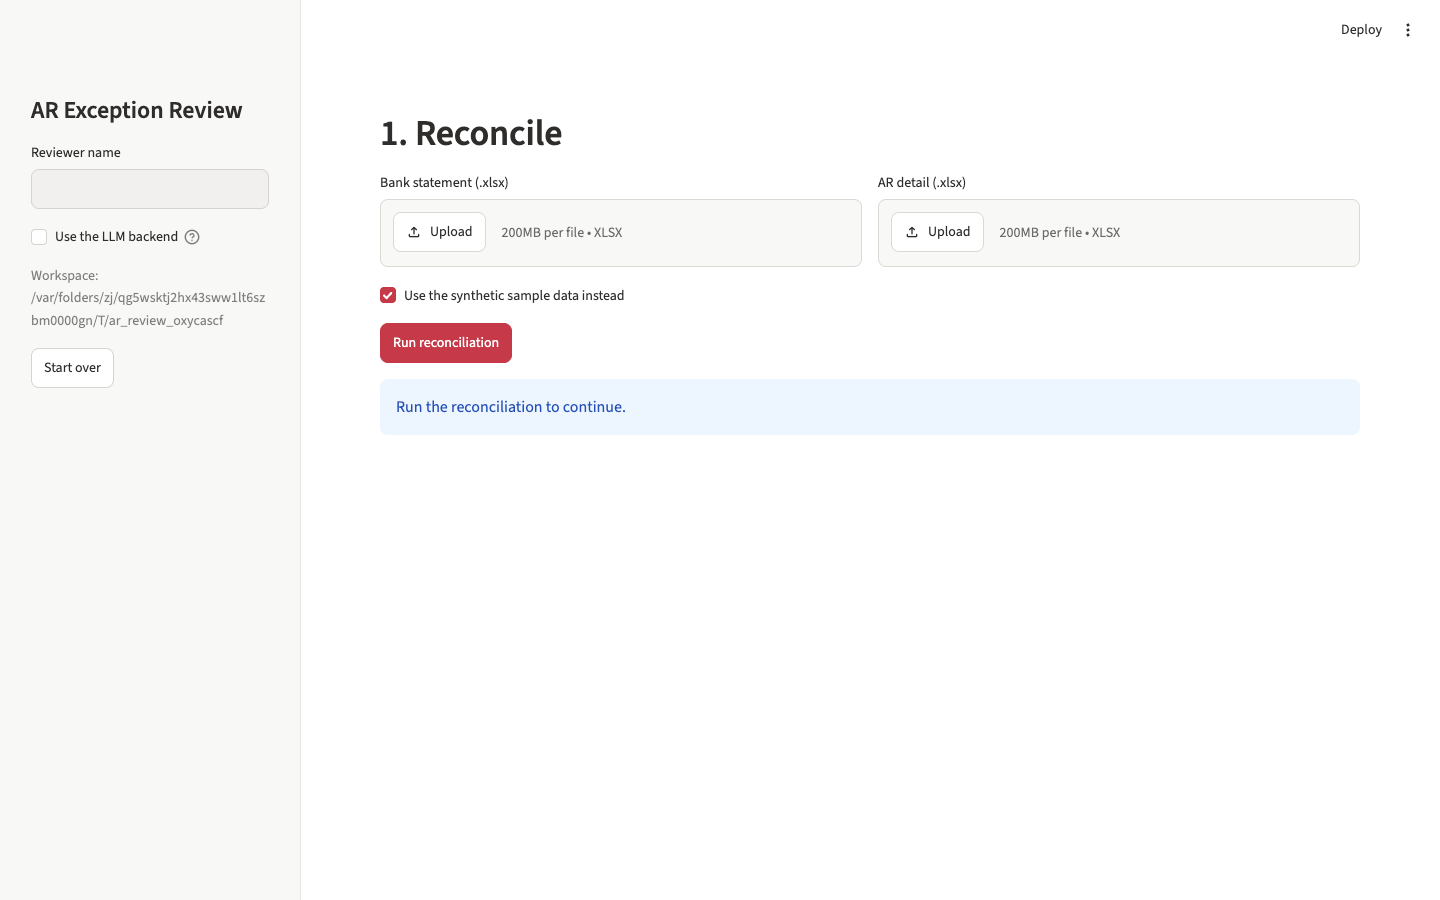 Deploy
AR Exception Review
Reviewer name
Use the LLM backend
Workspace:
/var/folders/zj/qg5wsktj2hx43sww1lt6sz
bm0000gn/T/ar_review_oxycascf
Start over
1. Reconcile
Bank statement (.xlsx)
Upload
200MB per file • XLSX
AR detail (.xlsx)
Upload
200MB per file • XLSX
Use the synthetic sample data instead
Run reconciliation
Run the reconciliation to continue.